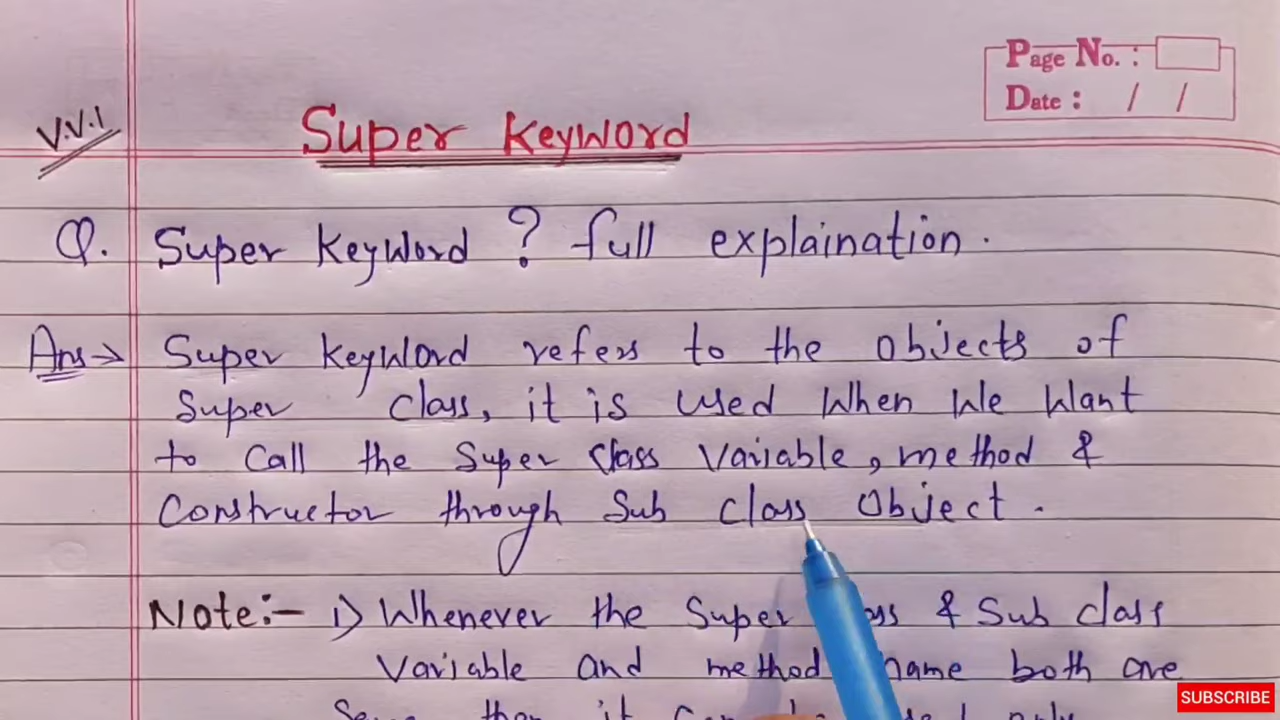 Page No. :
Date : / /
V.V.I
Super Keyword
Q. Super Keyword ? full explaination.
Ans → Super Keyword refers to the objects of
Super class, it is used When We Want
to Call the Super class Variable, method &
Constructor through Sub class Object.
Note:- 1) Whenever the Super & Sub class
Variable and method name both are
it
SUBSCRIBE